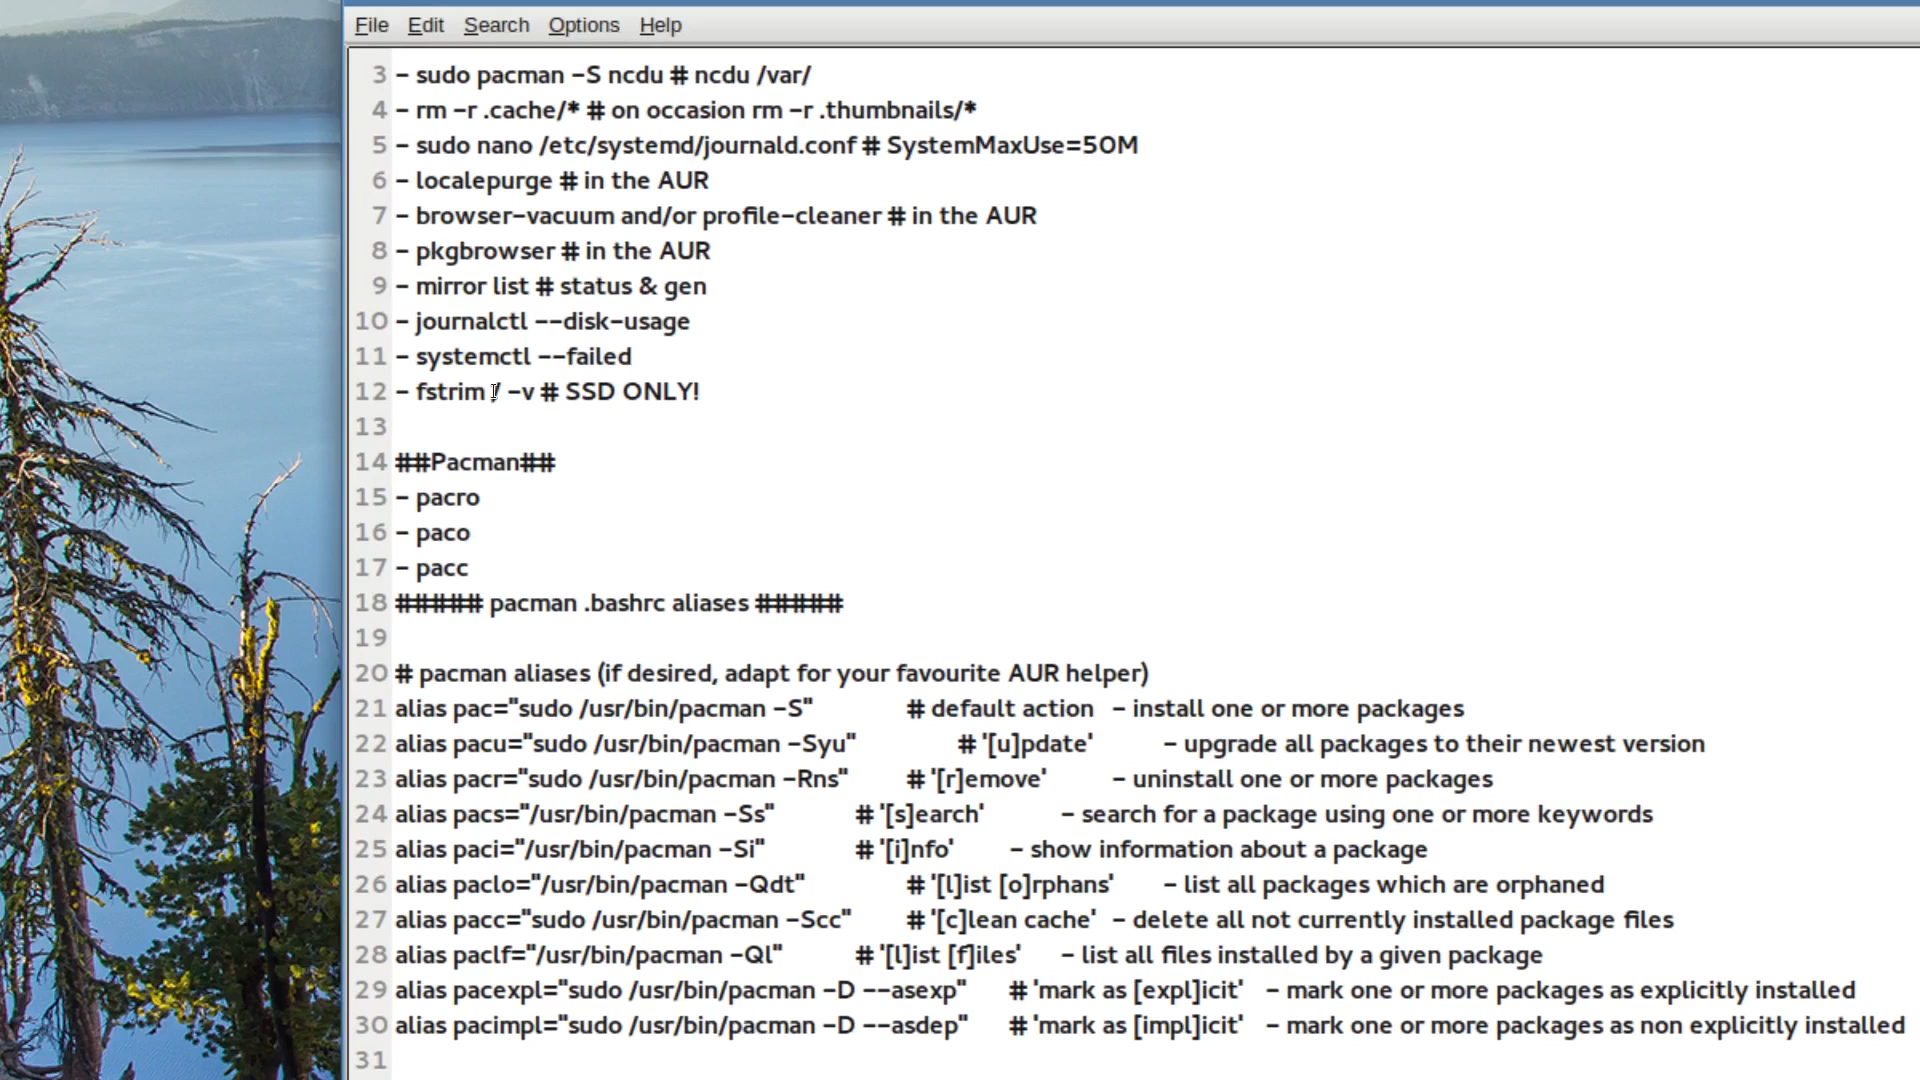 File Edit Search Options Help
3 - sudo pacman -S ncdu # ncdu /var/
4 - rm -r .cache/* # on occasion rm -r .thumbnails/*
5 - sudo nano /etc/systemd/journald.conf # SystemMaxUse=50M
6 - localepurge # in the AUR
7 - browser-vacuum and/or profile-cleaner # in the AUR
8 - pkgbrowser # in the AUR
9 - mirror list # status & gen
10 - journalctl --disk-usage
11 - systemctl --failed
12 - fstrim / -v # SSD ONLY!
13
14 ##Pacman##
15 - pacro
16 - paco
17 - pacc
18 ##### pacman .bashrc aliases #####
19
20 # pacman aliases (if desired, adapt for your favourite AUR helper)
21 alias pac="sudo /usr/bin/pacman -S" # default action - install one or more packages
22 alias pacu="sudo /usr/bin/pacman -Syu" # '[u]pdate' - upgrade all packages to their newest version
23 alias pacr="sudo /usr/bin/pacman -Rns" # '[r]emove' - uninstall one or more packages
24 alias pacs="/usr/bin/pacman -Ss" # '[s]earch' - search for a package using one or more keywords
25 alias paci="/usr/bin/pacman -Si" # '[i]nfo' - show information about a package
26 alias paclo="/usr/bin/pacman -Qdt" # '[l]ist [o]rphans' - list all packages which are orphaned
27 alias pacc="sudo /usr/bin/pacman -Scc" # '[c]lean cache' - delete all not currently installed package files
28 alias paclf="/usr/bin/pacman -Ql" # '[l]ist [f]iles' - list all files installed by a given package
29 alias pacexpl="sudo /usr/bin/pacman -D --asexp" # 'mark as [expl]icit' - mark one or more packages as explicitly installed
30 alias pacimpl="sudo /usr/bin/pacman -D --asdep" # 'mark as [impl]icit' - mark one or more packages as non explicitly installed
31